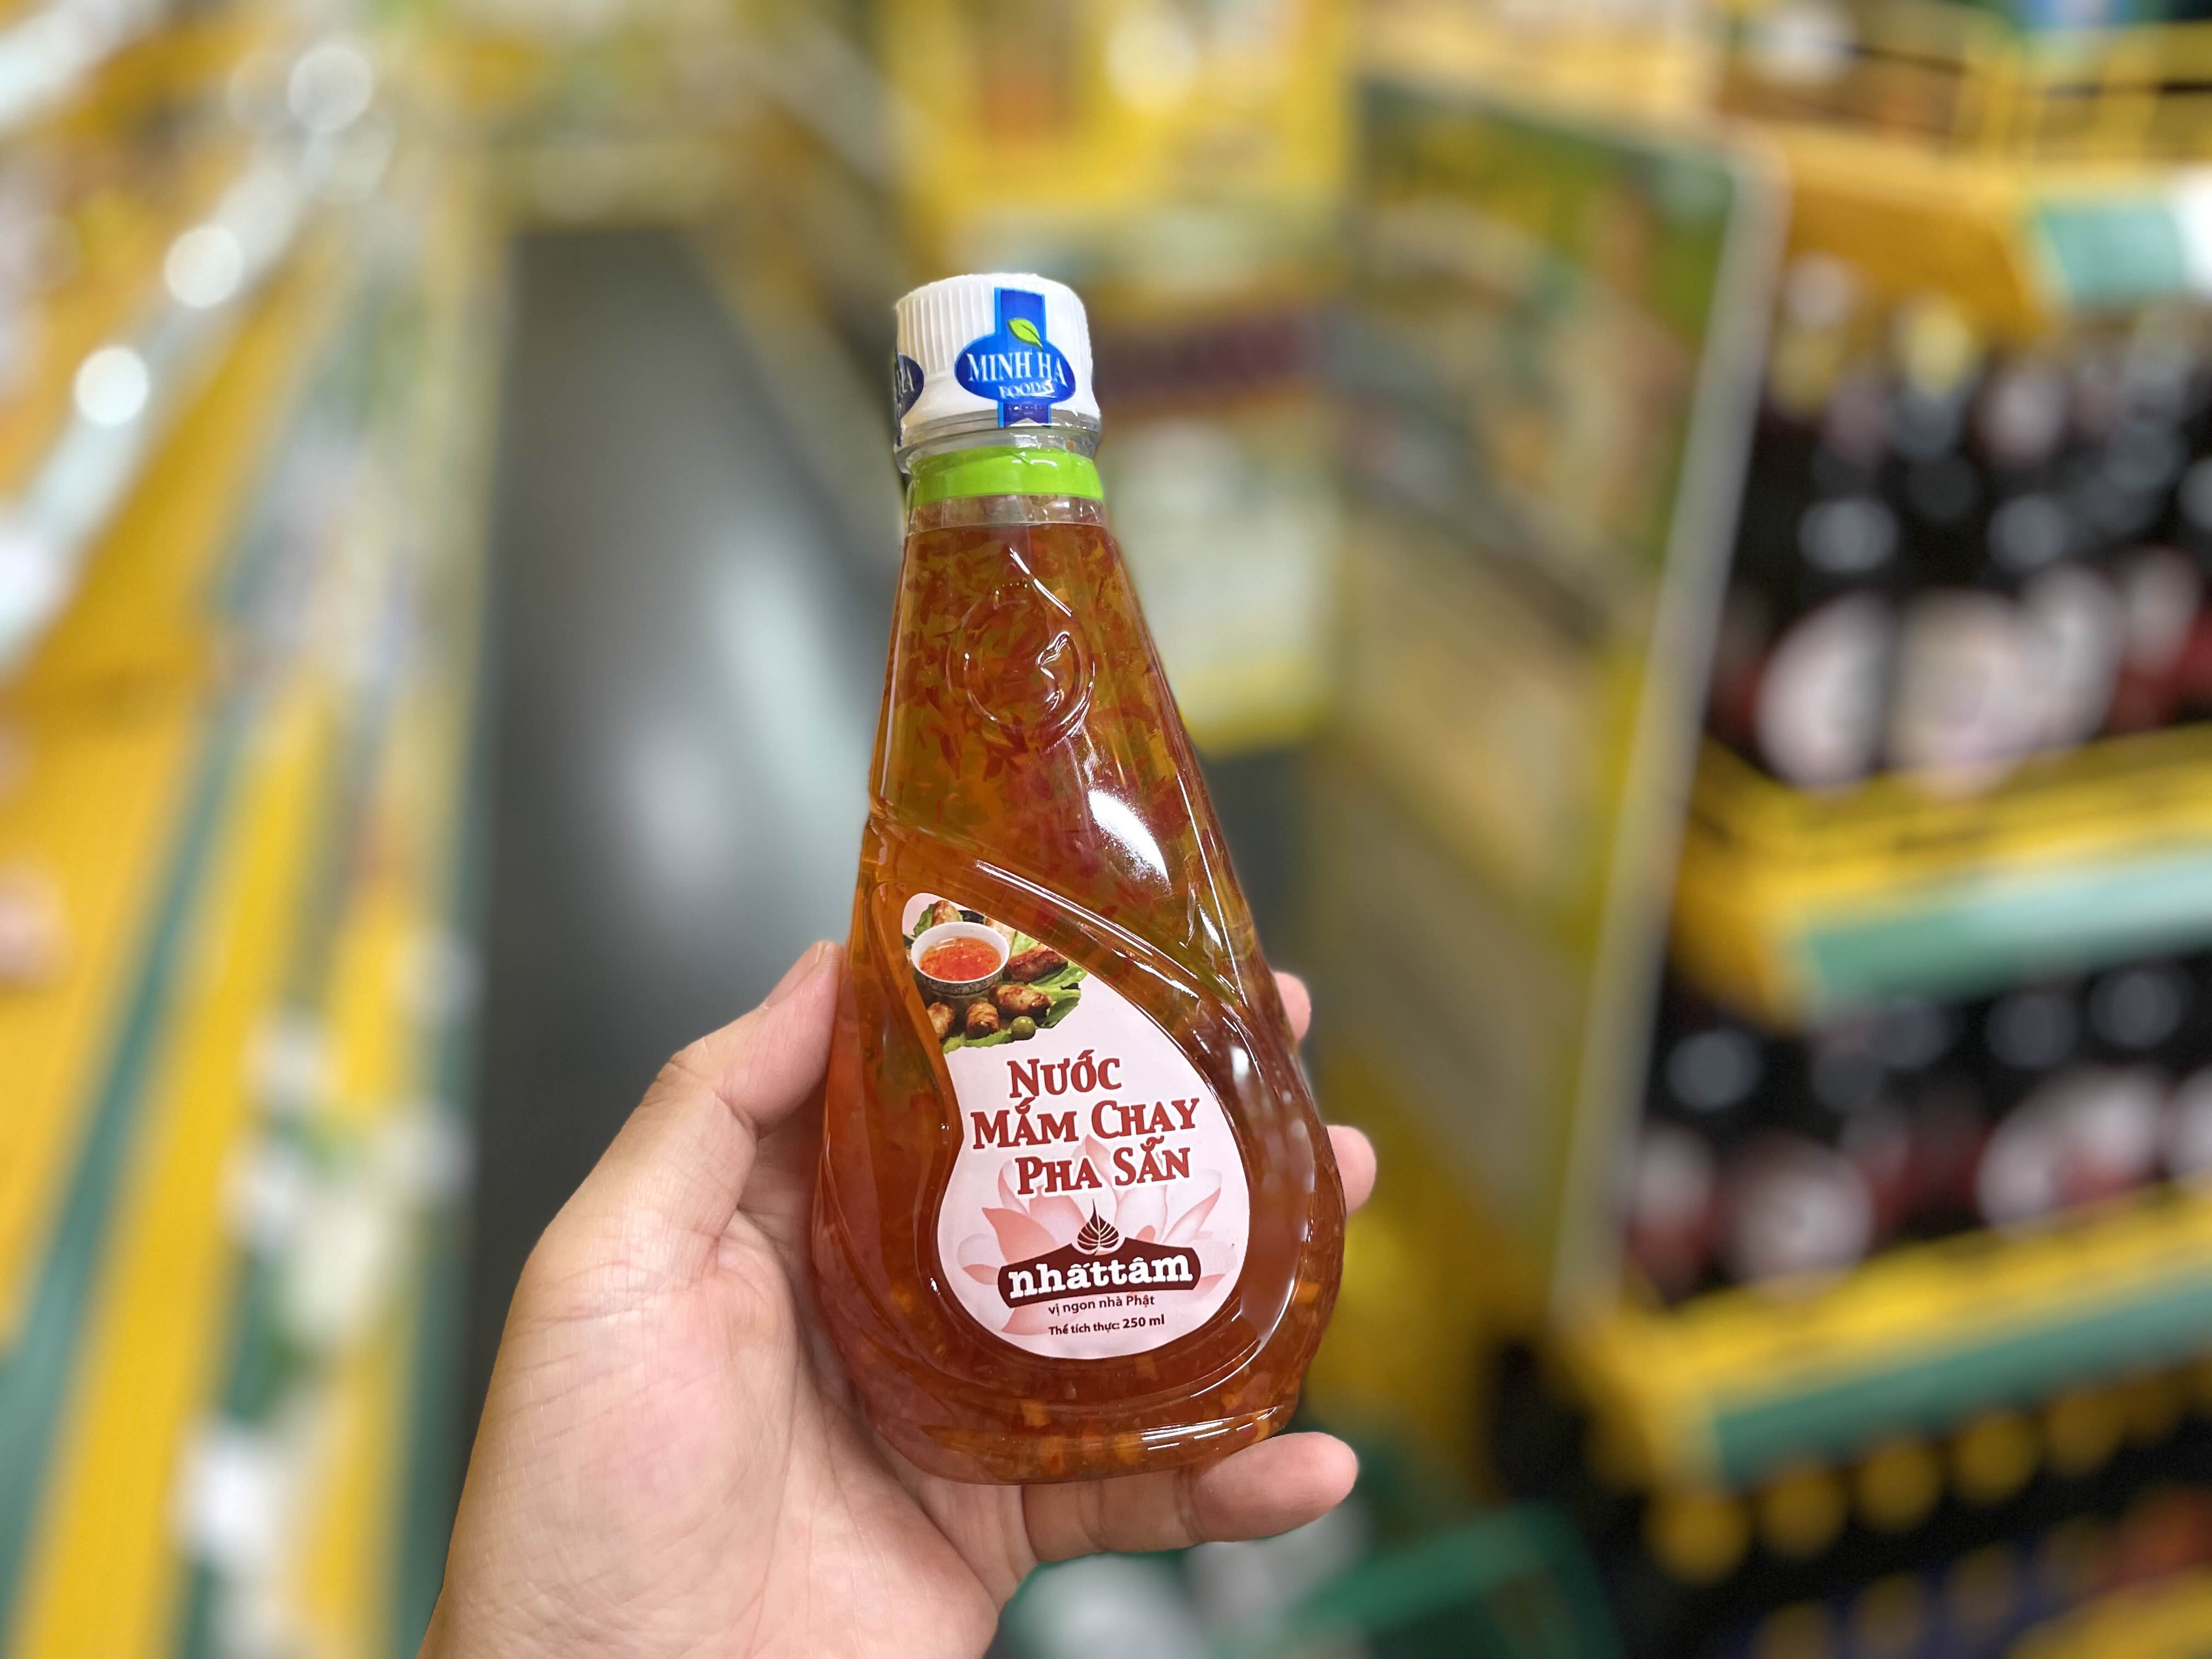 MINH HA
FOODS
NƯỚC
MẮM CHAY
PHA SẴN
nhấttâm
vị ngon nhà Phật
Thể tích thực: 250 ml